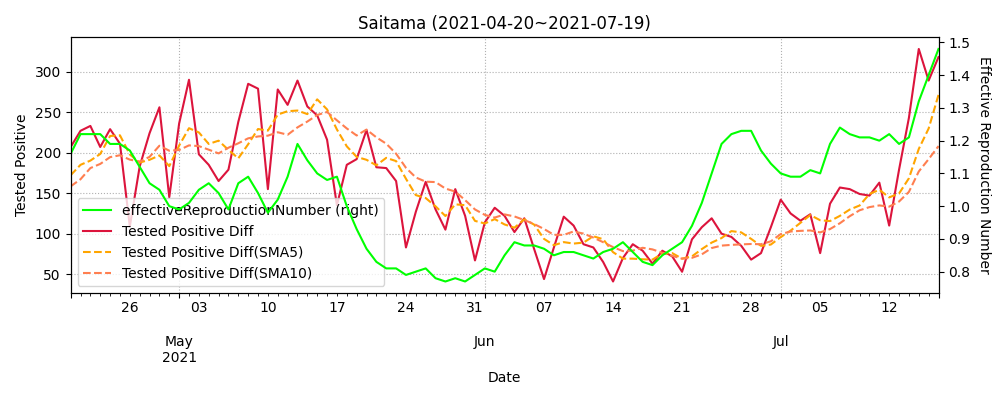 Saitama (2021-04-20~2021-07-19)
Tested Positive
300
250
200
150
100
50
1.5
1.4
1.3
1.2
1.1
1.0
0.9
0.8
Effective Reproduction Number
effectiveReproductionNumber (right)
Tested Positive Diff
Tested Positive Diff(SMA5)
Tested Positive Diff(SMA10)
26 03 10 17 24 31 07 14 21 28 05 12
May Jun Jul
2021
Date